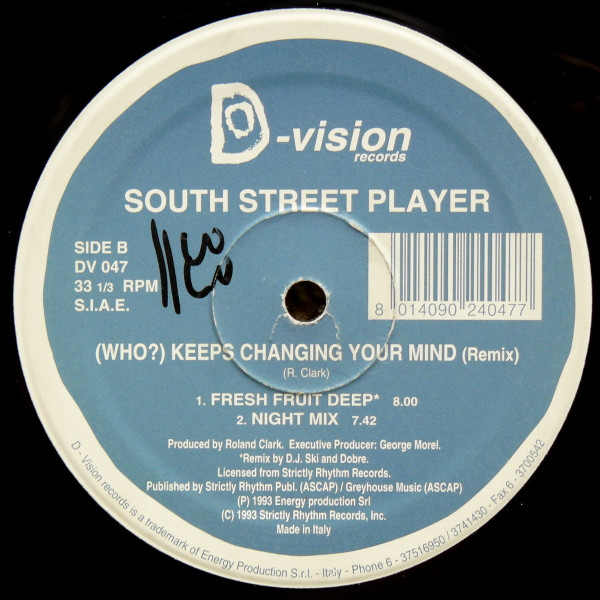 D-vision
records
SOUTH STREET PLAYER
SIDE B
DV 047
33 1/3 RPM
S.I.A.E.
8 014090 240477
(WHO?) KEEPS CHANGING YOUR MIND (Remix)
(R. Clark)
1. FRESH FRUIT DEEP* 8.00
2. NIGHT MIX 7.42
Produced by Roland Clark. Executive Producer: George Morel.
*Remix by D.J. Ski and Dobre.
Licensed from Strictly Rhythm Records.
Published by Strictly Rhythm Publ. (ASCAP) / Greyhouse Music (ASCAP)
(P) 1993 Energy production Srl
(C) 1993 Strictly Rhythm Records, Inc.
Made in Italy
D - Vision records is a trademark of Energy Production S.r.l. - Italy - Phone 6 - 37516950 / 3741430 - Fax 6 - 3700542